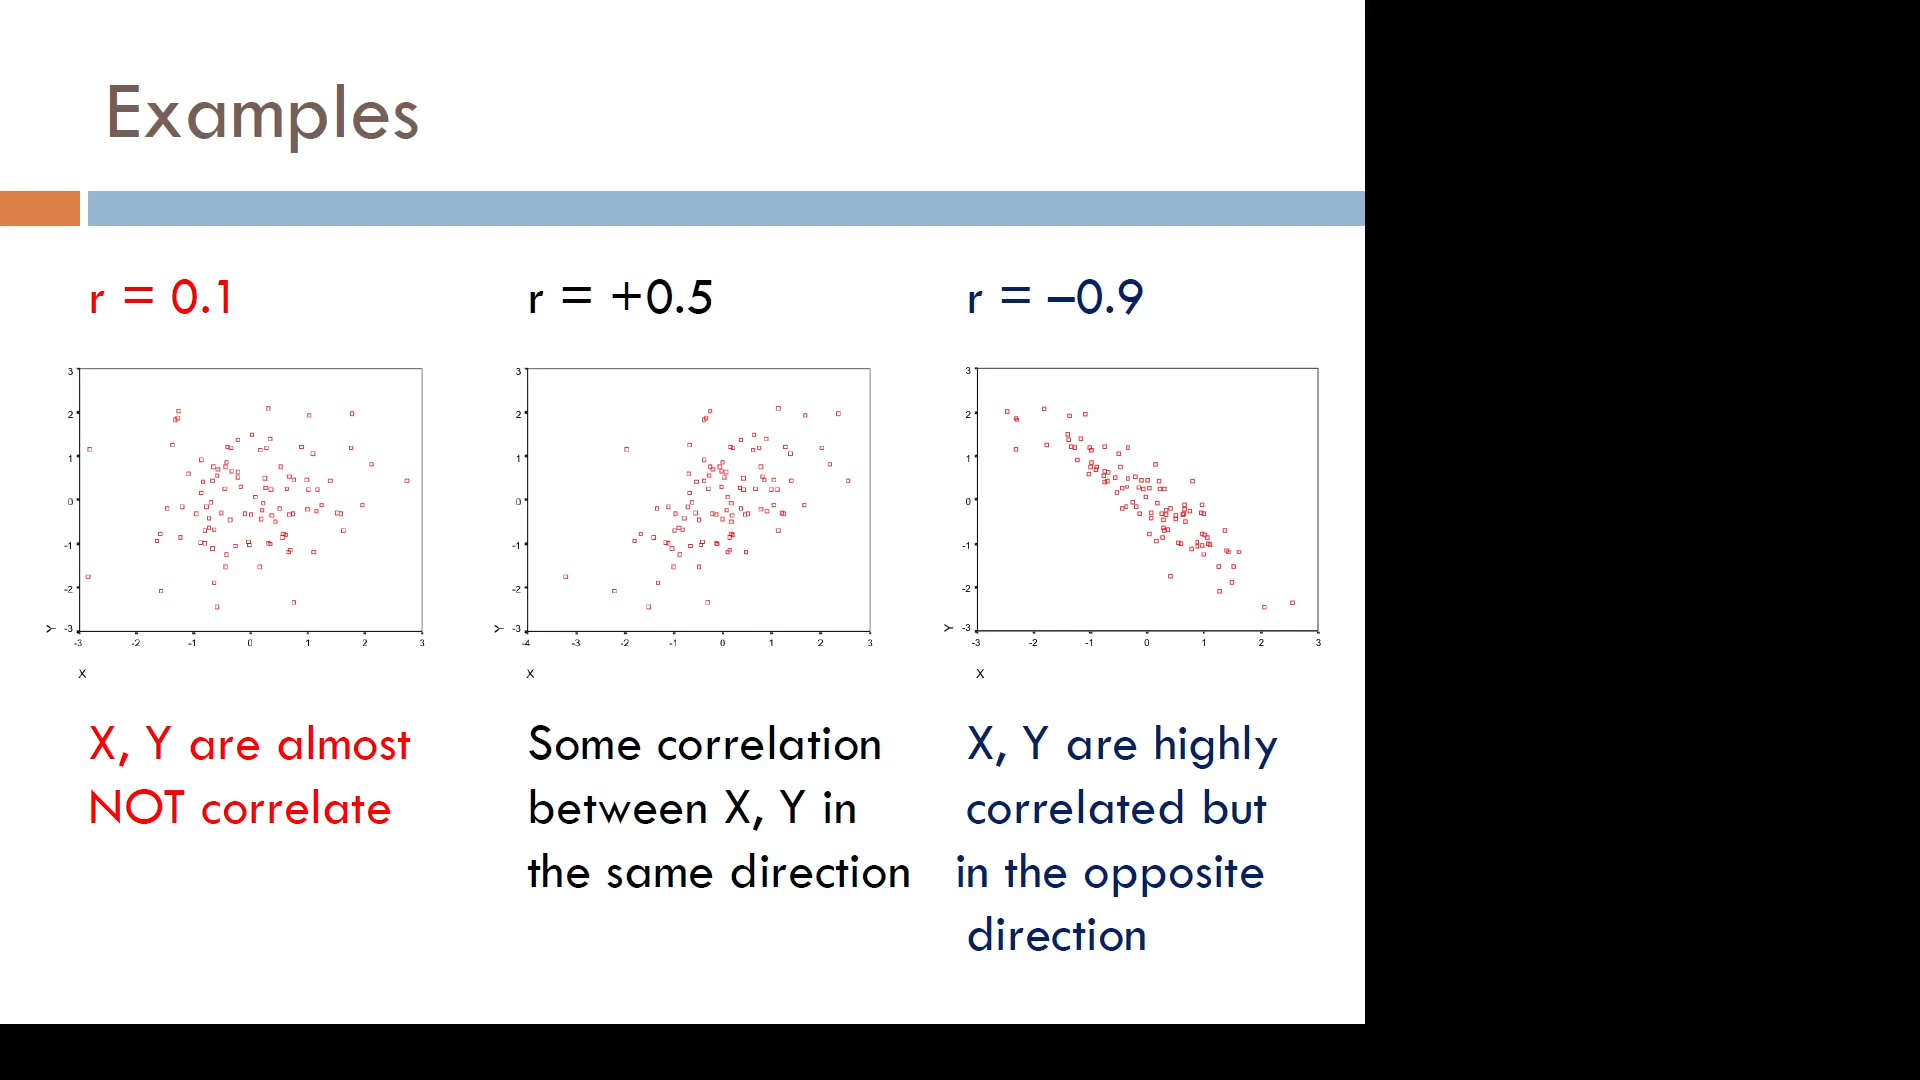 Examples
r = 0.1
r = +0.5
r = –0.9
3
2
1
0
-1
-2
-3
Y
-3 -2 -1 0 1 2 3
X
3
2
1
0
-1
-2
-3
Y
-4 -3 -2 -1 0 1 2 3
X
3
2
1
0
-1
-2
-3
Y
-3 -2 -1 0 1 2 3
X
X, Y are almost
NOT correlate
Some correlation
between X, Y in
the same direction
X, Y are highly
correlated but
in the opposite
direction